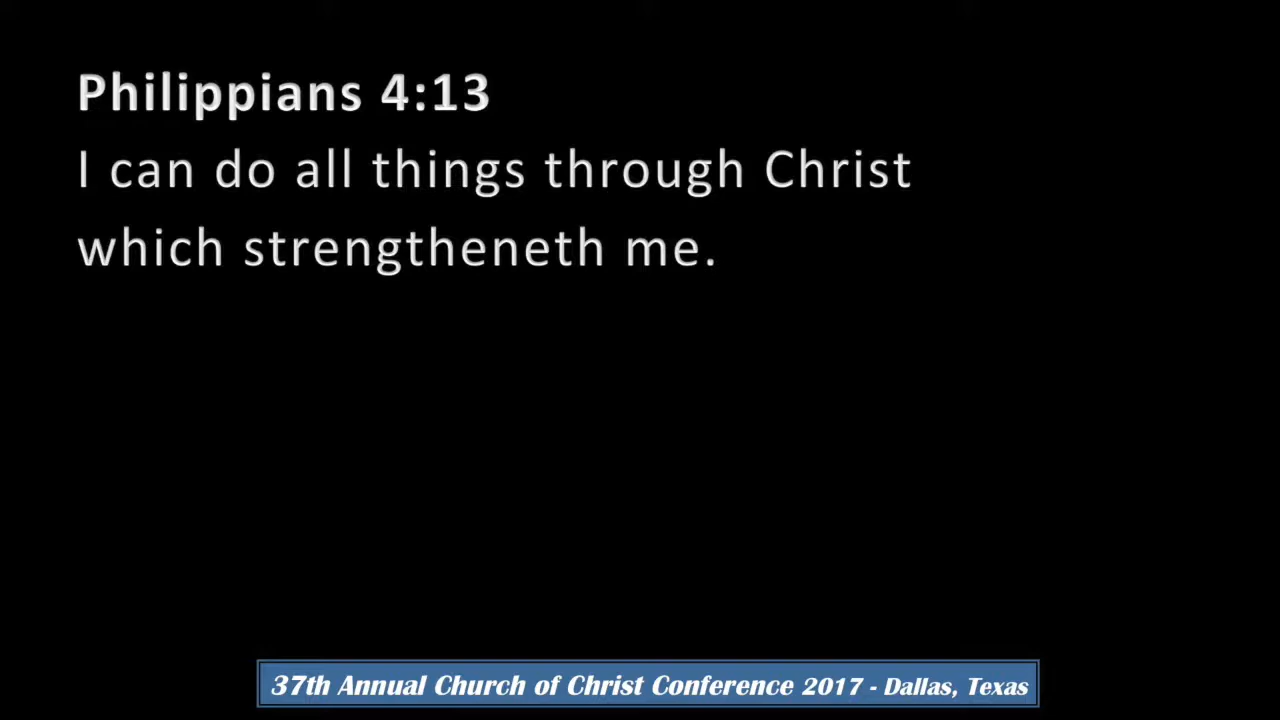 Philippians 4:13
I can do all things through Christ
which strengtheneth me.
37th Annual Church of Christ Conference 2017 - Dallas, Texas